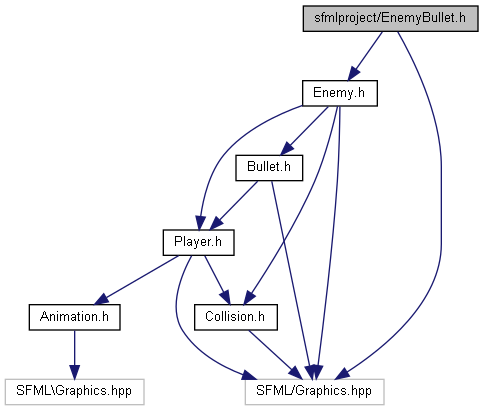 sfmlproject/EnemyBullet.h
Enemy.h
Bullet.h
Player.h
Animation.h
Collision.h
SFML\Graphics.hpp
SFML/Graphics.hpp